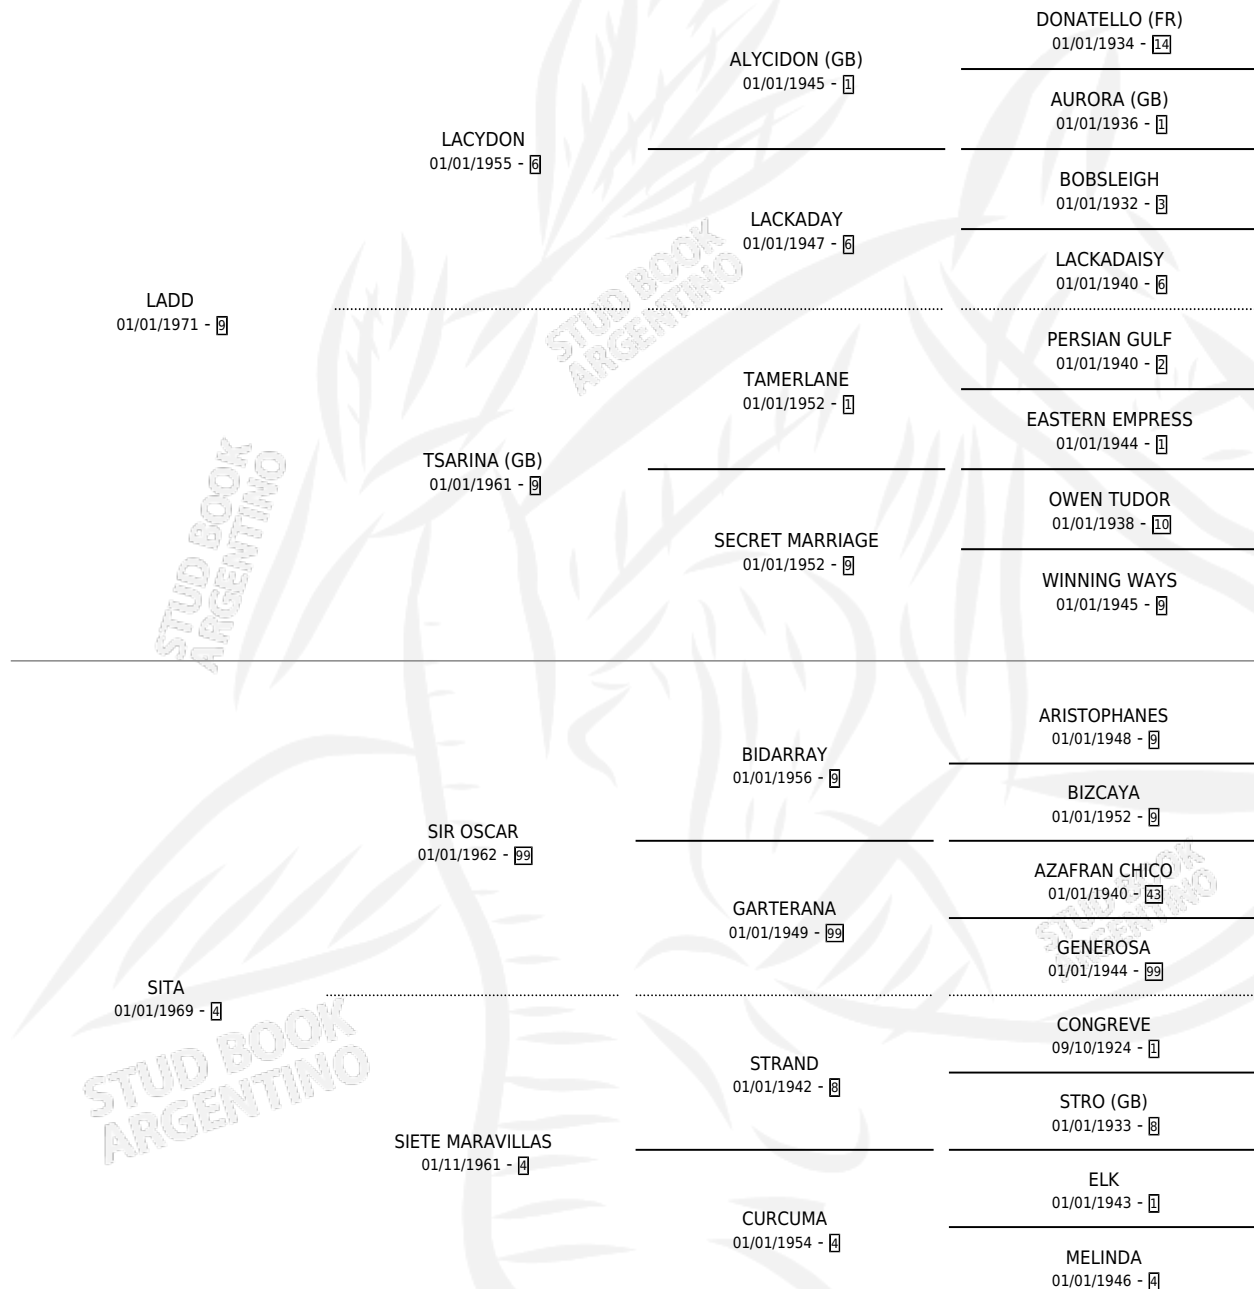 DONATELLO (FR)
01/01/1934 - 14
ALYCIDON (GB)
01/01/1945 - 1
AURORA (GB)
01/01/1936 - 1
LACYDON
01/01/1955 - 6
BOBSLEIGH
01/01/1932 - 3
LACKADAY
01/01/1947 - 6
LACKADAISY
01/01/1940 - 6
LADD
01/01/1971 - 9
PERSIAN GULF
01/01/1940 - 2
TAMERLANE
01/01/1952 - 1
EASTERN EMPRESS
01/01/1944 - 1
TSARINA (GB)
01/01/1961 - 9
OWEN TUDOR
01/01/1938 - 10
SECRET MARRIAGE
01/01/1952 - 9
WINNING WAYS
01/01/1945 - 9
ARISTOPHANES
01/01/1948 - 9
BIDARRAY
01/01/1956 - 9
BIZCAYA
01/01/1952 - 9
SIR OSCAR
01/01/1962 - 99
AZAFRAN CHICO
01/01/1940 - 43
GARTERANA
01/01/1949 - 99
GENEROSA
01/01/1944 - 99
SITA
01/01/1969 - 4
CONGREVE
09/10/1924 - 1
STRAND
01/01/1942 - 8
STRO (GB)
01/01/1933 - 8
SIETE MARAVILLAS
01/11/1961 - 4
ELK
01/01/1943 - 1
CURCUMA
01/01/1954 - 4
MELINDA
01/01/1946 - 4
STUD BOOK
ARGENTINO
STUD BOOK
ARGENTINO
STUD BOOK
ARGENTINO
STUD BOOK
ARGENTINO